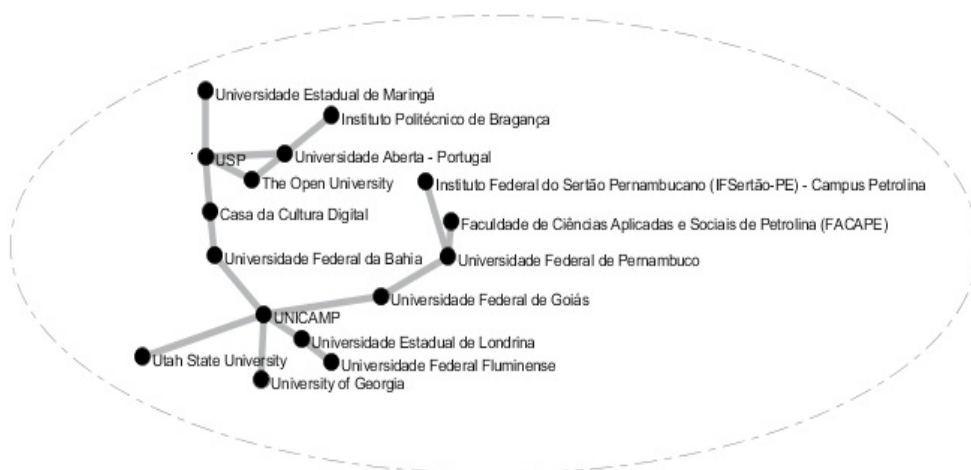 Universidade Estadual de Maringá
Instituto Politécnico de Bragança
USP
Universidade Aberta - Portugal
The Open University
Instituto Federal do Sertão Pernambucano (IFSertão-PE) - Campus Petrolina
Casa da Cultura Digital
Faculdade de Ciências Aplicadas e Sociais de Petrolina (FACAPE)
Universidade Federal da Bahia
Universidade Federal de Pernambuco
Universidade Federal de Goiás
UNICAMP
Universidade Estadual de Londrina
Utah State University
Universidade Federal Fluminense
University of Georgia